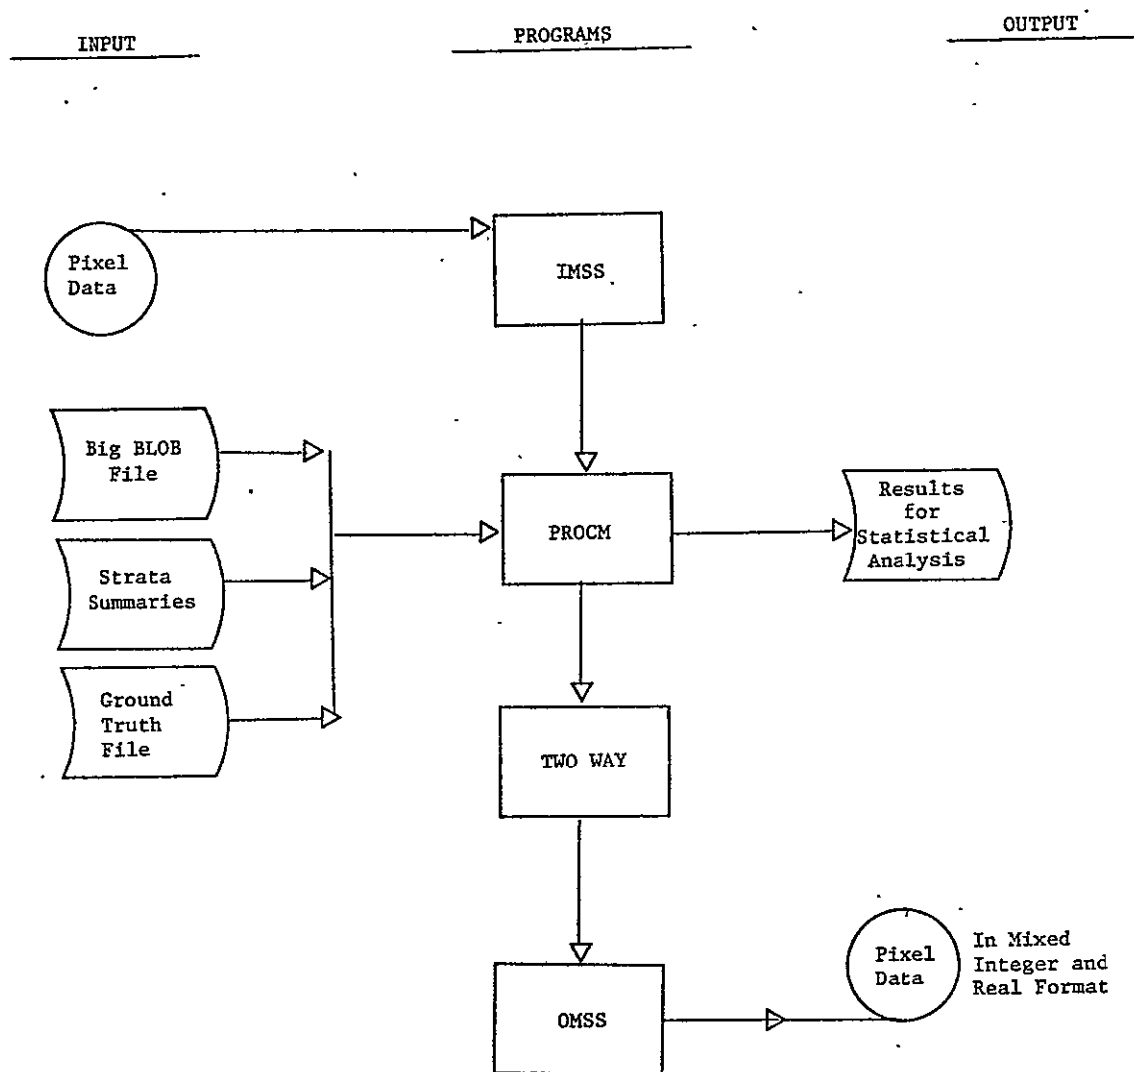 INPUT
PROGRAMS
OUTPUT
Pixel
Data
IMSS
Big BLOB
File
Strata
Summaries
Ground
Truth
File
PROCM
Results
for
Statistical
Analysis
TWO WAY
OMSS
Pixel
Data
In Mixed
Integer and
Real Format